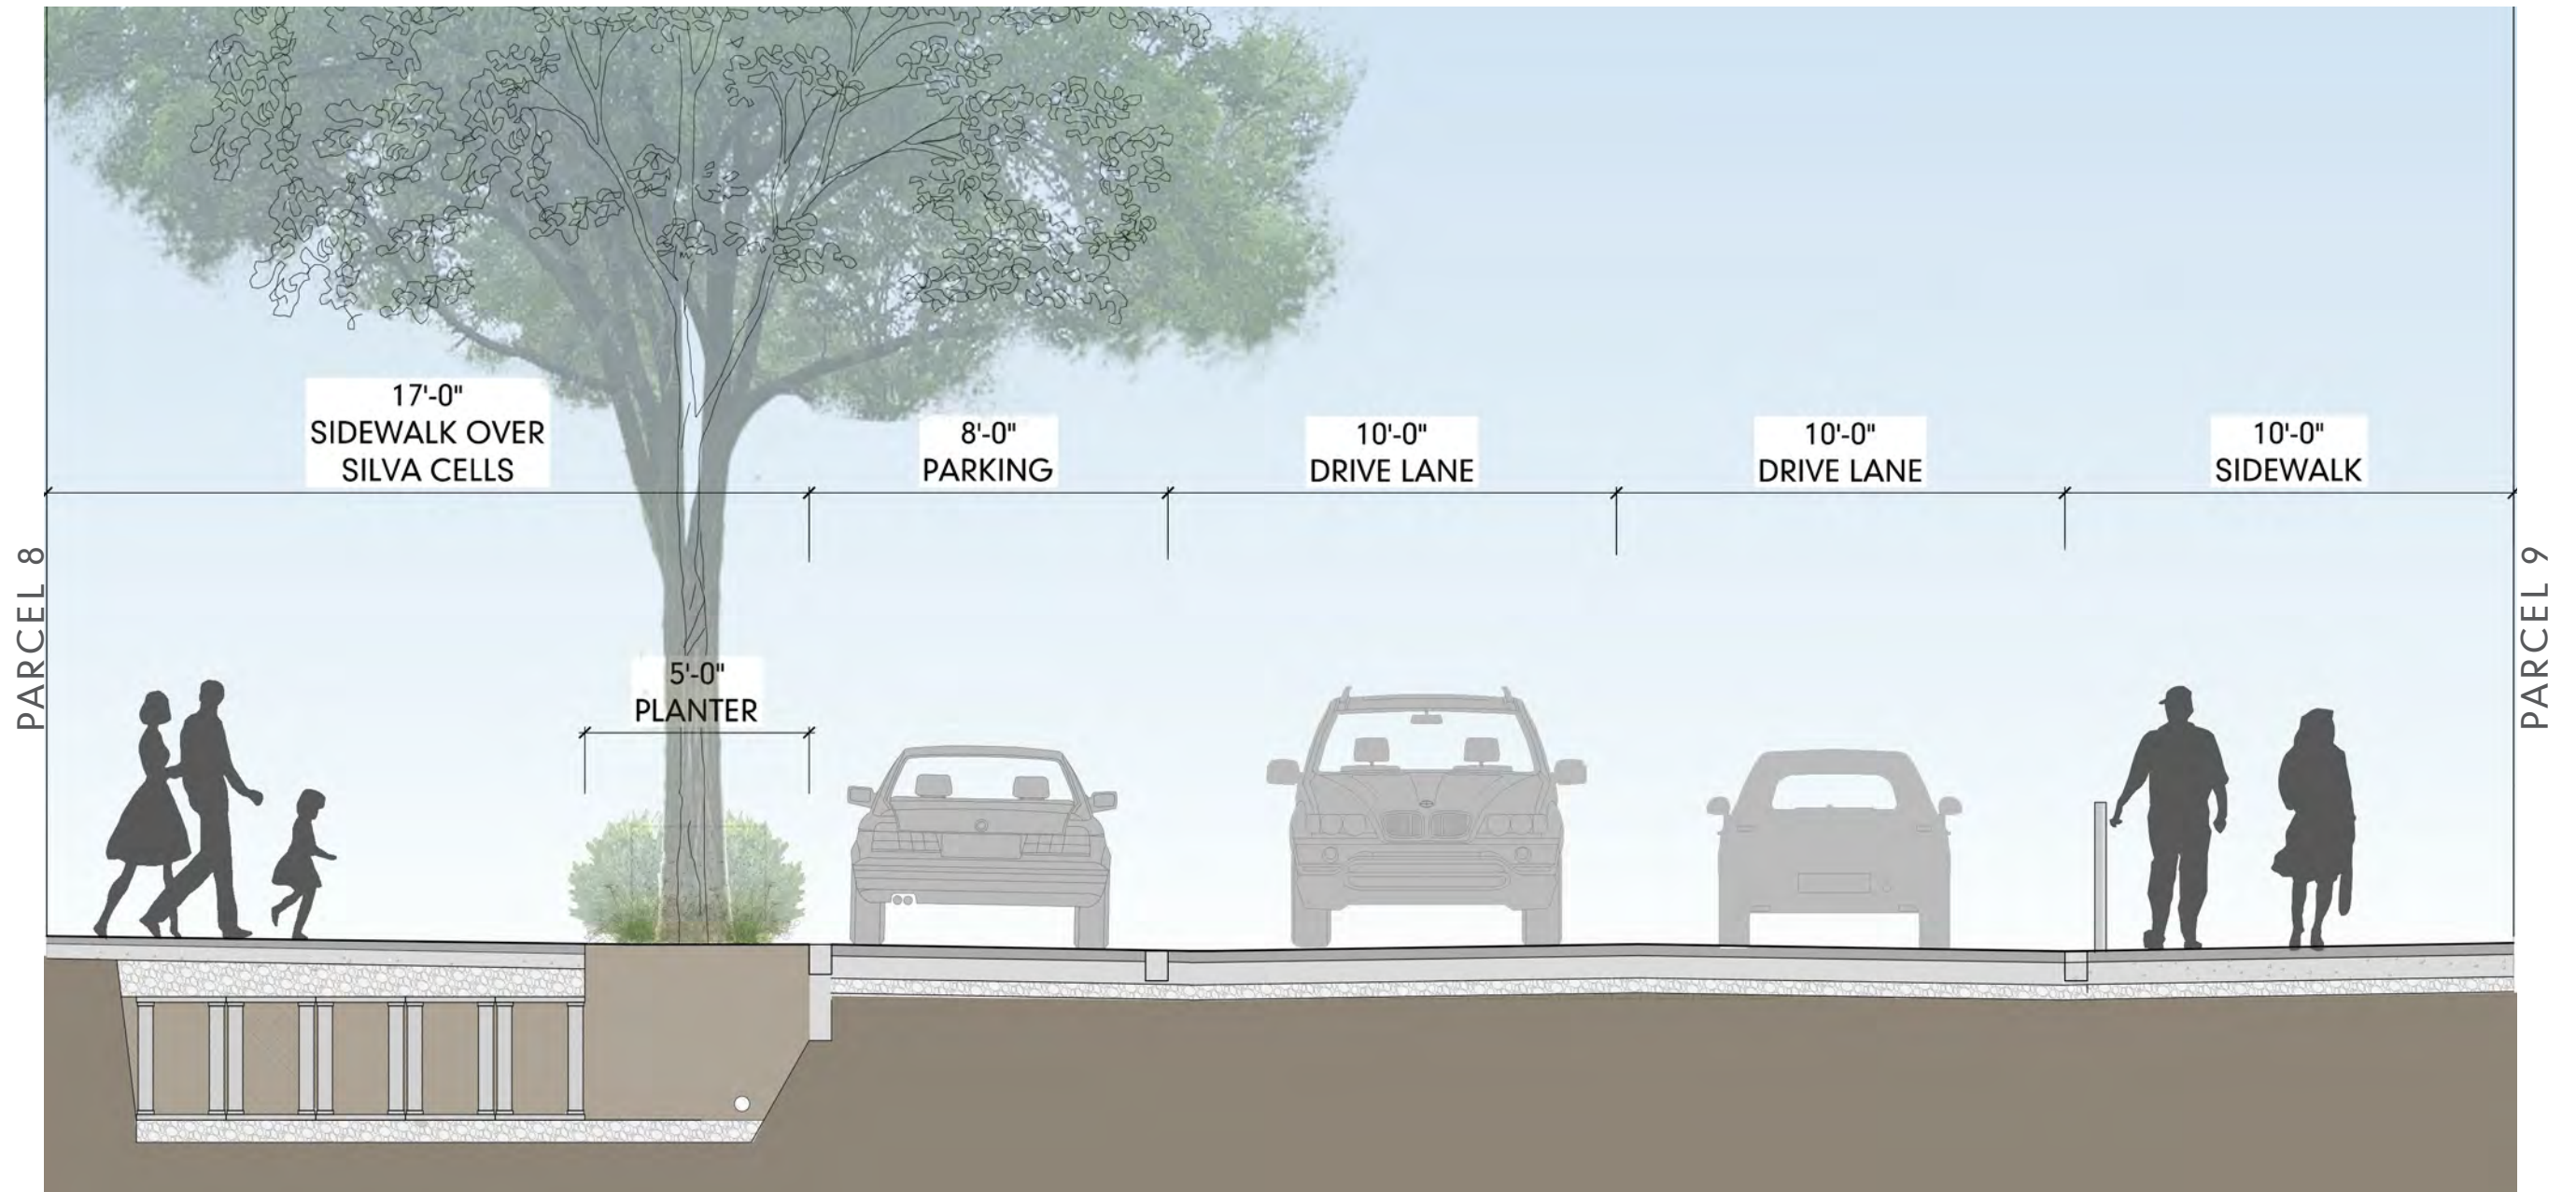 17'-0"
SIDEWALK OVER
SILVA CELLS
8'-0"
PARKING
10'-0"
DRIVE LANE
10'-0"
DRIVE LANE
10'-0"
SIDEWALK
PARCEL 8
5'-0"
PLANTER
PARCEL 9